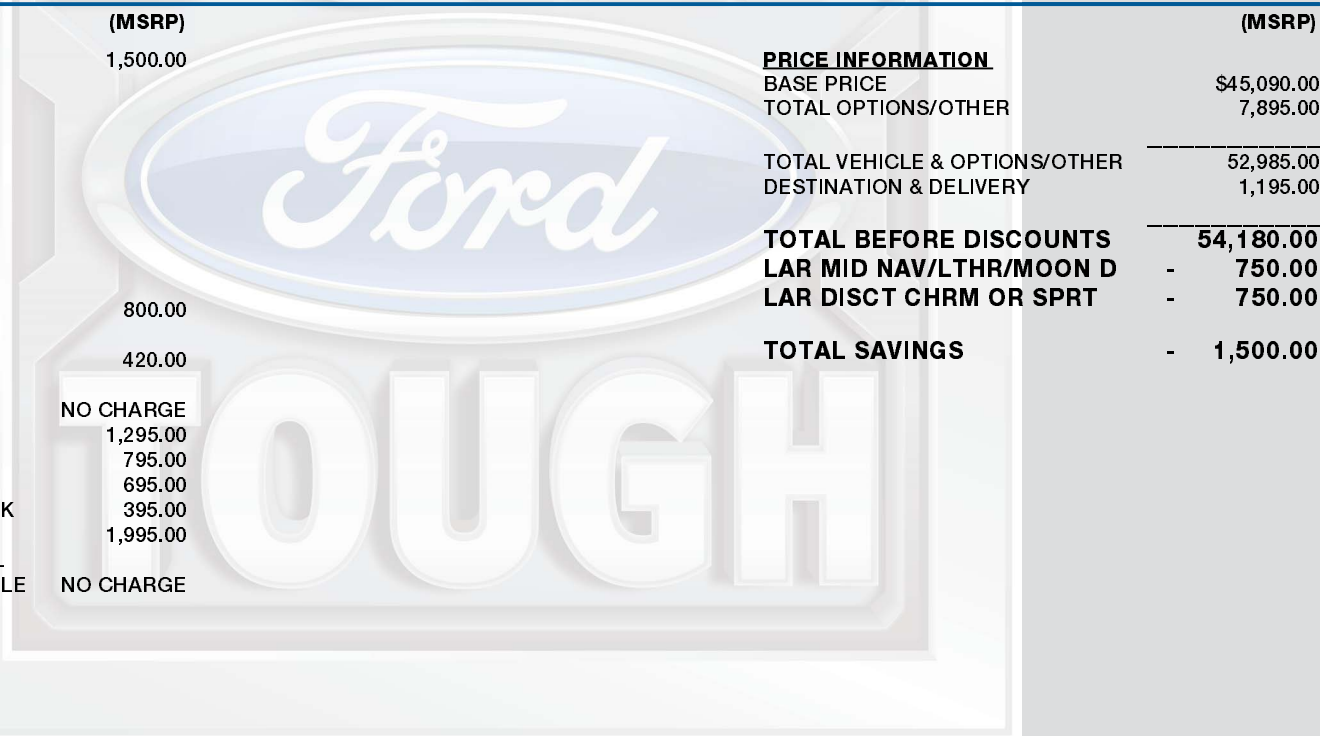 (MSRP)
1,500.00
Ford
800.00
420.00
NO CHARGE
1,295.00
795.00
695.00
K 395.00
1,995.00
LE NO CHARGE
TOUGH
(MSRP)
PRICE INFORMATION
BASE PRICE $45,090.00
TOTAL OPTIONS/OTHER 7,895.00
TOTAL VEHICLE & OPTIONS/OTHER 52,985.00
DESTINATION & DELIVERY 1,195.00
TOTAL BEFORE DISCOUNTS 54,180.00
LAR MID NAV/LTHR/MOON D - 750.00
LAR DISCT CHRM OR SPRT - 750.00
TOTAL SAVINGS - 1,500.00